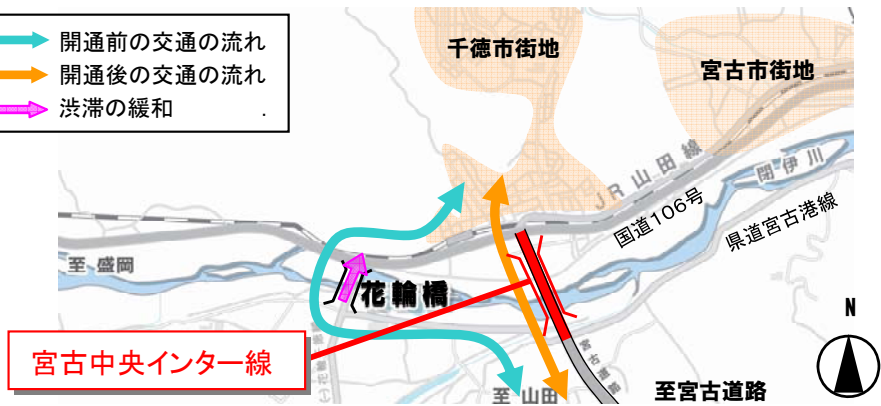 開通前の交通の流れ
開通後の交通の流れ
渋滞の緩和 .
千徳市街地
宮古市街地
JR山田線
閉伊川
国道106号
県道宮古港線
至 盛岡
花輪橋
N
宮古中央インター線
宮古道路
至 山田
至宮古道路